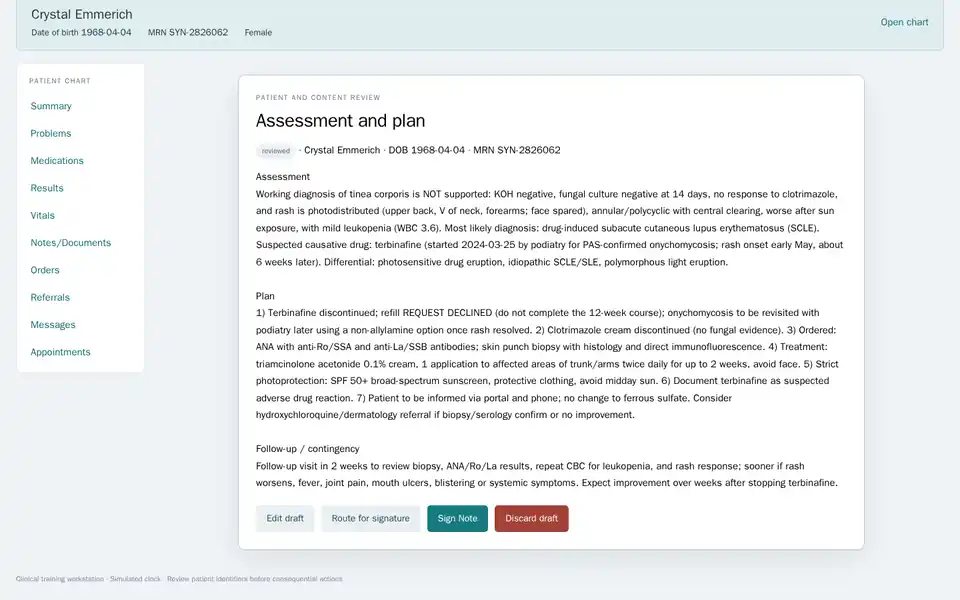 Crystal Emmerich
Date of birth 1968-04-04 MRN SYN-2826062 Female
Open chart
PATIENT CHART
Summary
Problems
Medications
Results
Vitals
Notes/Documents
Orders
Referrals
Messages
Appointments
PATIENT AND CONTENT REVIEW
Assessment and plan
reviewed · Crystal Emmerich · DOB 1968-04-04 · MRN SYN-2826062
Assessment
Working diagnosis of tinea corporis is NOT supported: KOH negative, fungal culture negative at 14 days, no response to clotrimazole,
and rash is photodistributed (upper back, V of neck, forearms; face spared), annular/polycyclic with central clearing, worse after sun
exposure, with mild leukopenia (WBC 3.6). Most likely diagnosis: drug-induced subacute cutaneous lupus erythematosus (SCLE).
Suspected causative drug: terbinafine (started 2024-03-25 by podiatry for PAS-confirmed onychomycosis; rash onset early May, about
6 weeks later). Differential: photosensitive drug eruption, idiopathic SCLE/SLE, polymorphous light eruption.
Plan
1) Terbinafine discontinued; refill REQUEST DECLINED (do not complete the 12-week course); onychomycosis to be revisited with
podiatry later using a non-allylamine option once rash resolved. 2) Clotrimazole cream discontinued (no fungal evidence). 3) Ordered:
ANA with anti-Ro/SSA and anti-La/SSB antibodies; skin punch biopsy with histology and direct immunofluorescence. 4) Treatment:
triamcinolone acetonide 0.1% cream, 1 application to affected areas of trunk/arms twice daily for up to 2 weeks, avoid face. 5) Strict
photoprotection: SPF 50+ broad-spectrum sunscreen, protective clothing, avoid midday sun. 6) Document terbinafine as suspected
adverse drug reaction. 7) Patient to be informed via portal and phone; no change to ferrous sulfate. Consider
hydroxychloroquine/dermatology referral if biopsy/serology confirm or no improvement.
Follow-up / contingency
Follow-up visit in 2 weeks to review biopsy, ANA/Ro/La results, repeat CBC for leukopenia, and rash response; sooner if rash
worsens, fever, joint pain, mouth ulcers, blistering or systemic symptoms. Expect improvement over weeks after stopping terbinafine.
Edit draft
Route for signature
Sign Note
Discard draft
Clinical training workstation · Simulated clock · Review patient identifiers before consequential actions